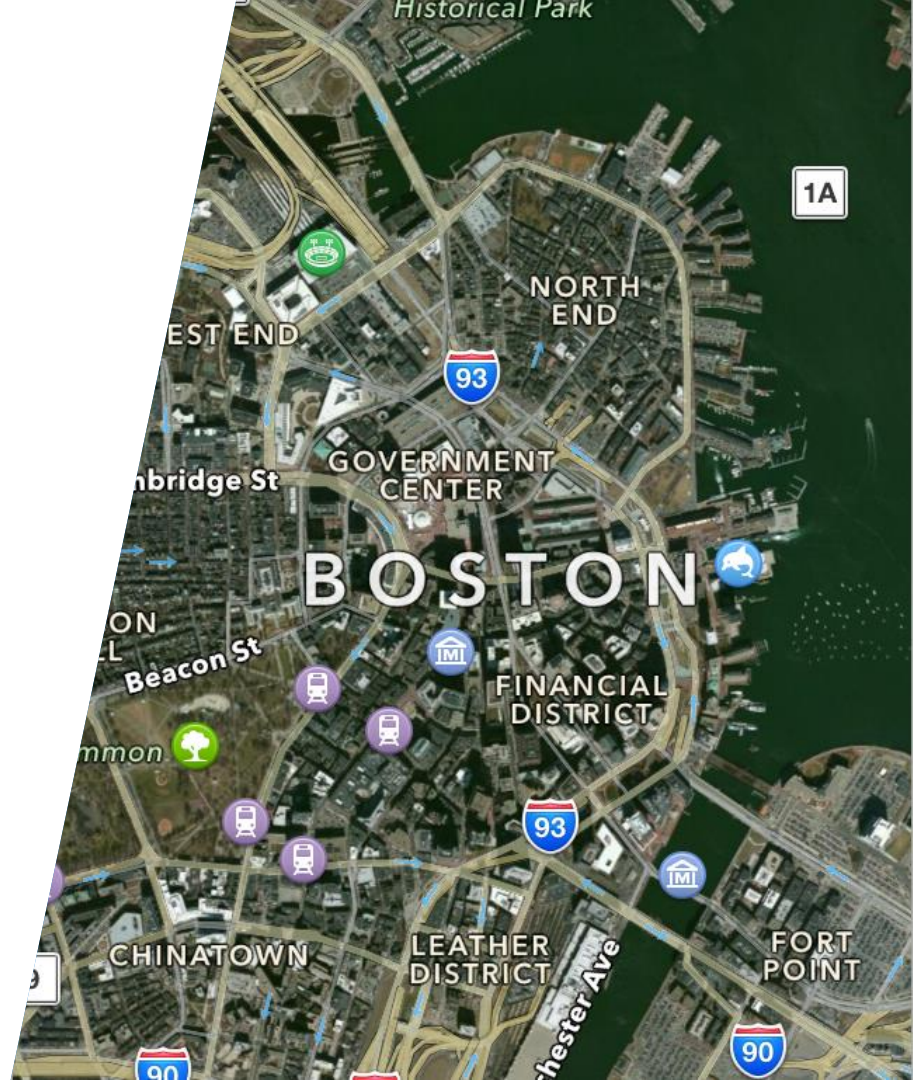 Historical Park
1A
NORTH
END
EST END
93
GOVERNMENT
CENTER
nbridge St
BOSTON
ON
LL
Beacon St
M
FINANCIAL
DISTRICT
mmon
93
M
CHINATOWN
LEATHER
DISTRICT
FORT
POINT
9
chester Ave
90
90